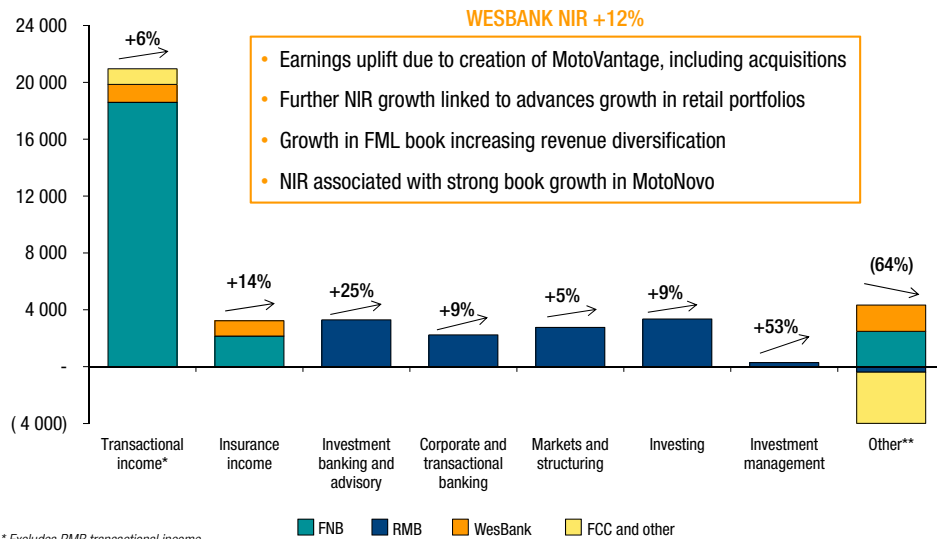 WESBANK NIR +12%
• Earnings uplift due to creation of MotoVantage, including acquisitions
• Further NIR growth linked to advances growth in retail portfolios
• Growth in FML book increasing revenue diversification
• NIR associated with strong book growth in MotoNovo
24 000
20 000
16 000
12 000
8 000
4 000
-
( 4 000)
+6%
+14%
+25%
+9%
+5%
+9%
+53%
(64%)
Transactional
income*
Insurance
income
Investment
banking and
advisory
Corporate and
transactional
banking
Markets and
structuring
Investing
Investment
management
Other**
FNB
RMB
WesBank
FCC and other
* Excludes RMB transactional income